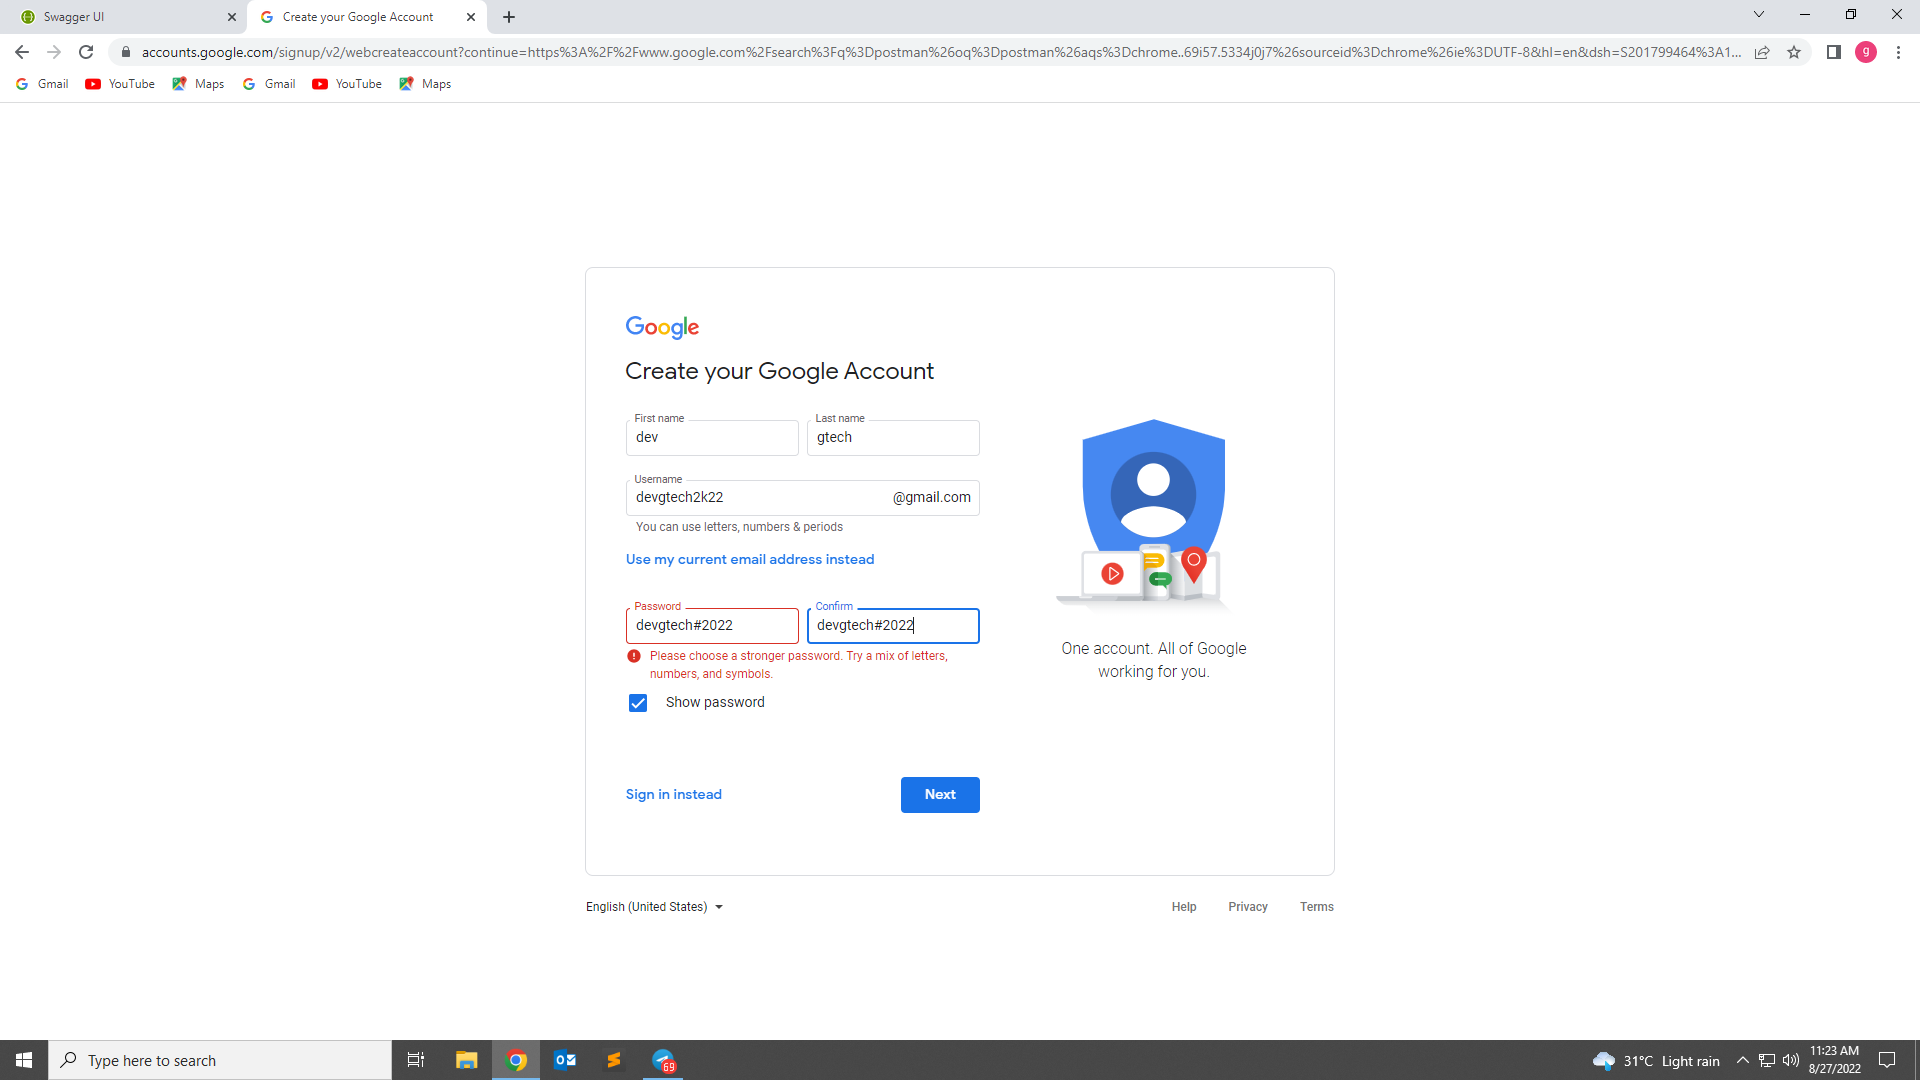 Swagger UI
Create your Google Account
accounts.google.com/signup/v2/webcreateaccount?continue=https%3A%2F%2Fwww.google.com%2Fsearch%3Fq%3Dpostman%26oq%3Dpostman%26aqs%3Dchrome..69i57.5334j0j7%26sourceid%3Dchrome%26ie%3DUTF-8&hl=en&dsh=S201799464%3A1...
g
Gmail
YouTube
Maps
Gmail
YouTube
Maps
Google
Create your Google Account
First name
dev
Last name
gtech
Username
devgtech2k22
@gmail.com
You can use letters, numbers & periods
Use my current email address instead
Password
devgtech#2022
Confirm
devgtech#2022
Please choose a stronger password. Try a mix of letters,
numbers, and symbols.
Show password
Sign in instead
Next
One account. All of Google
working for you.
English (United States)
Help
Privacy
Terms
Type here to search
69
31°C Light rain
11:23 AM
8/27/2022